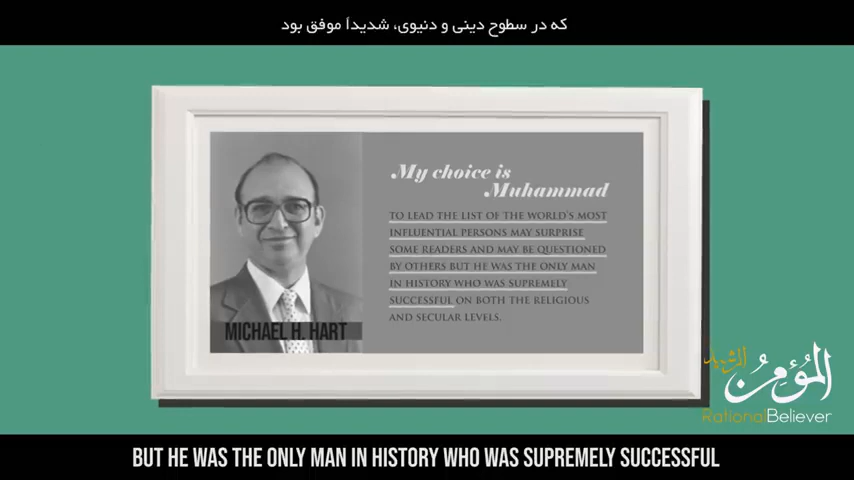 که در سطوح دینی و دنیوی، شدیداً موفق بود
My choice is
Muhammad
TO LEAD THE LIST OF THE WORLD'S MOST
INFLUENTIAL PERSONS MAY SURPRISE
SOME READERS AND MAY BE QUESTIONED
BY OTHERS BUT HE WAS THE ONLY MAN
IN HISTORY WHO WAS SUPREMELY
SUCCESSFUL ON BOTH THE RELIGIOUS
AND SECULAR LEVELS.
MICHAEL H. HART
المُؤمِنُ الرشيد
RationalBeliever
BUT HE WAS THE ONLY MAN IN HISTORY WHO WAS SUPREMELY SUCCESSFUL